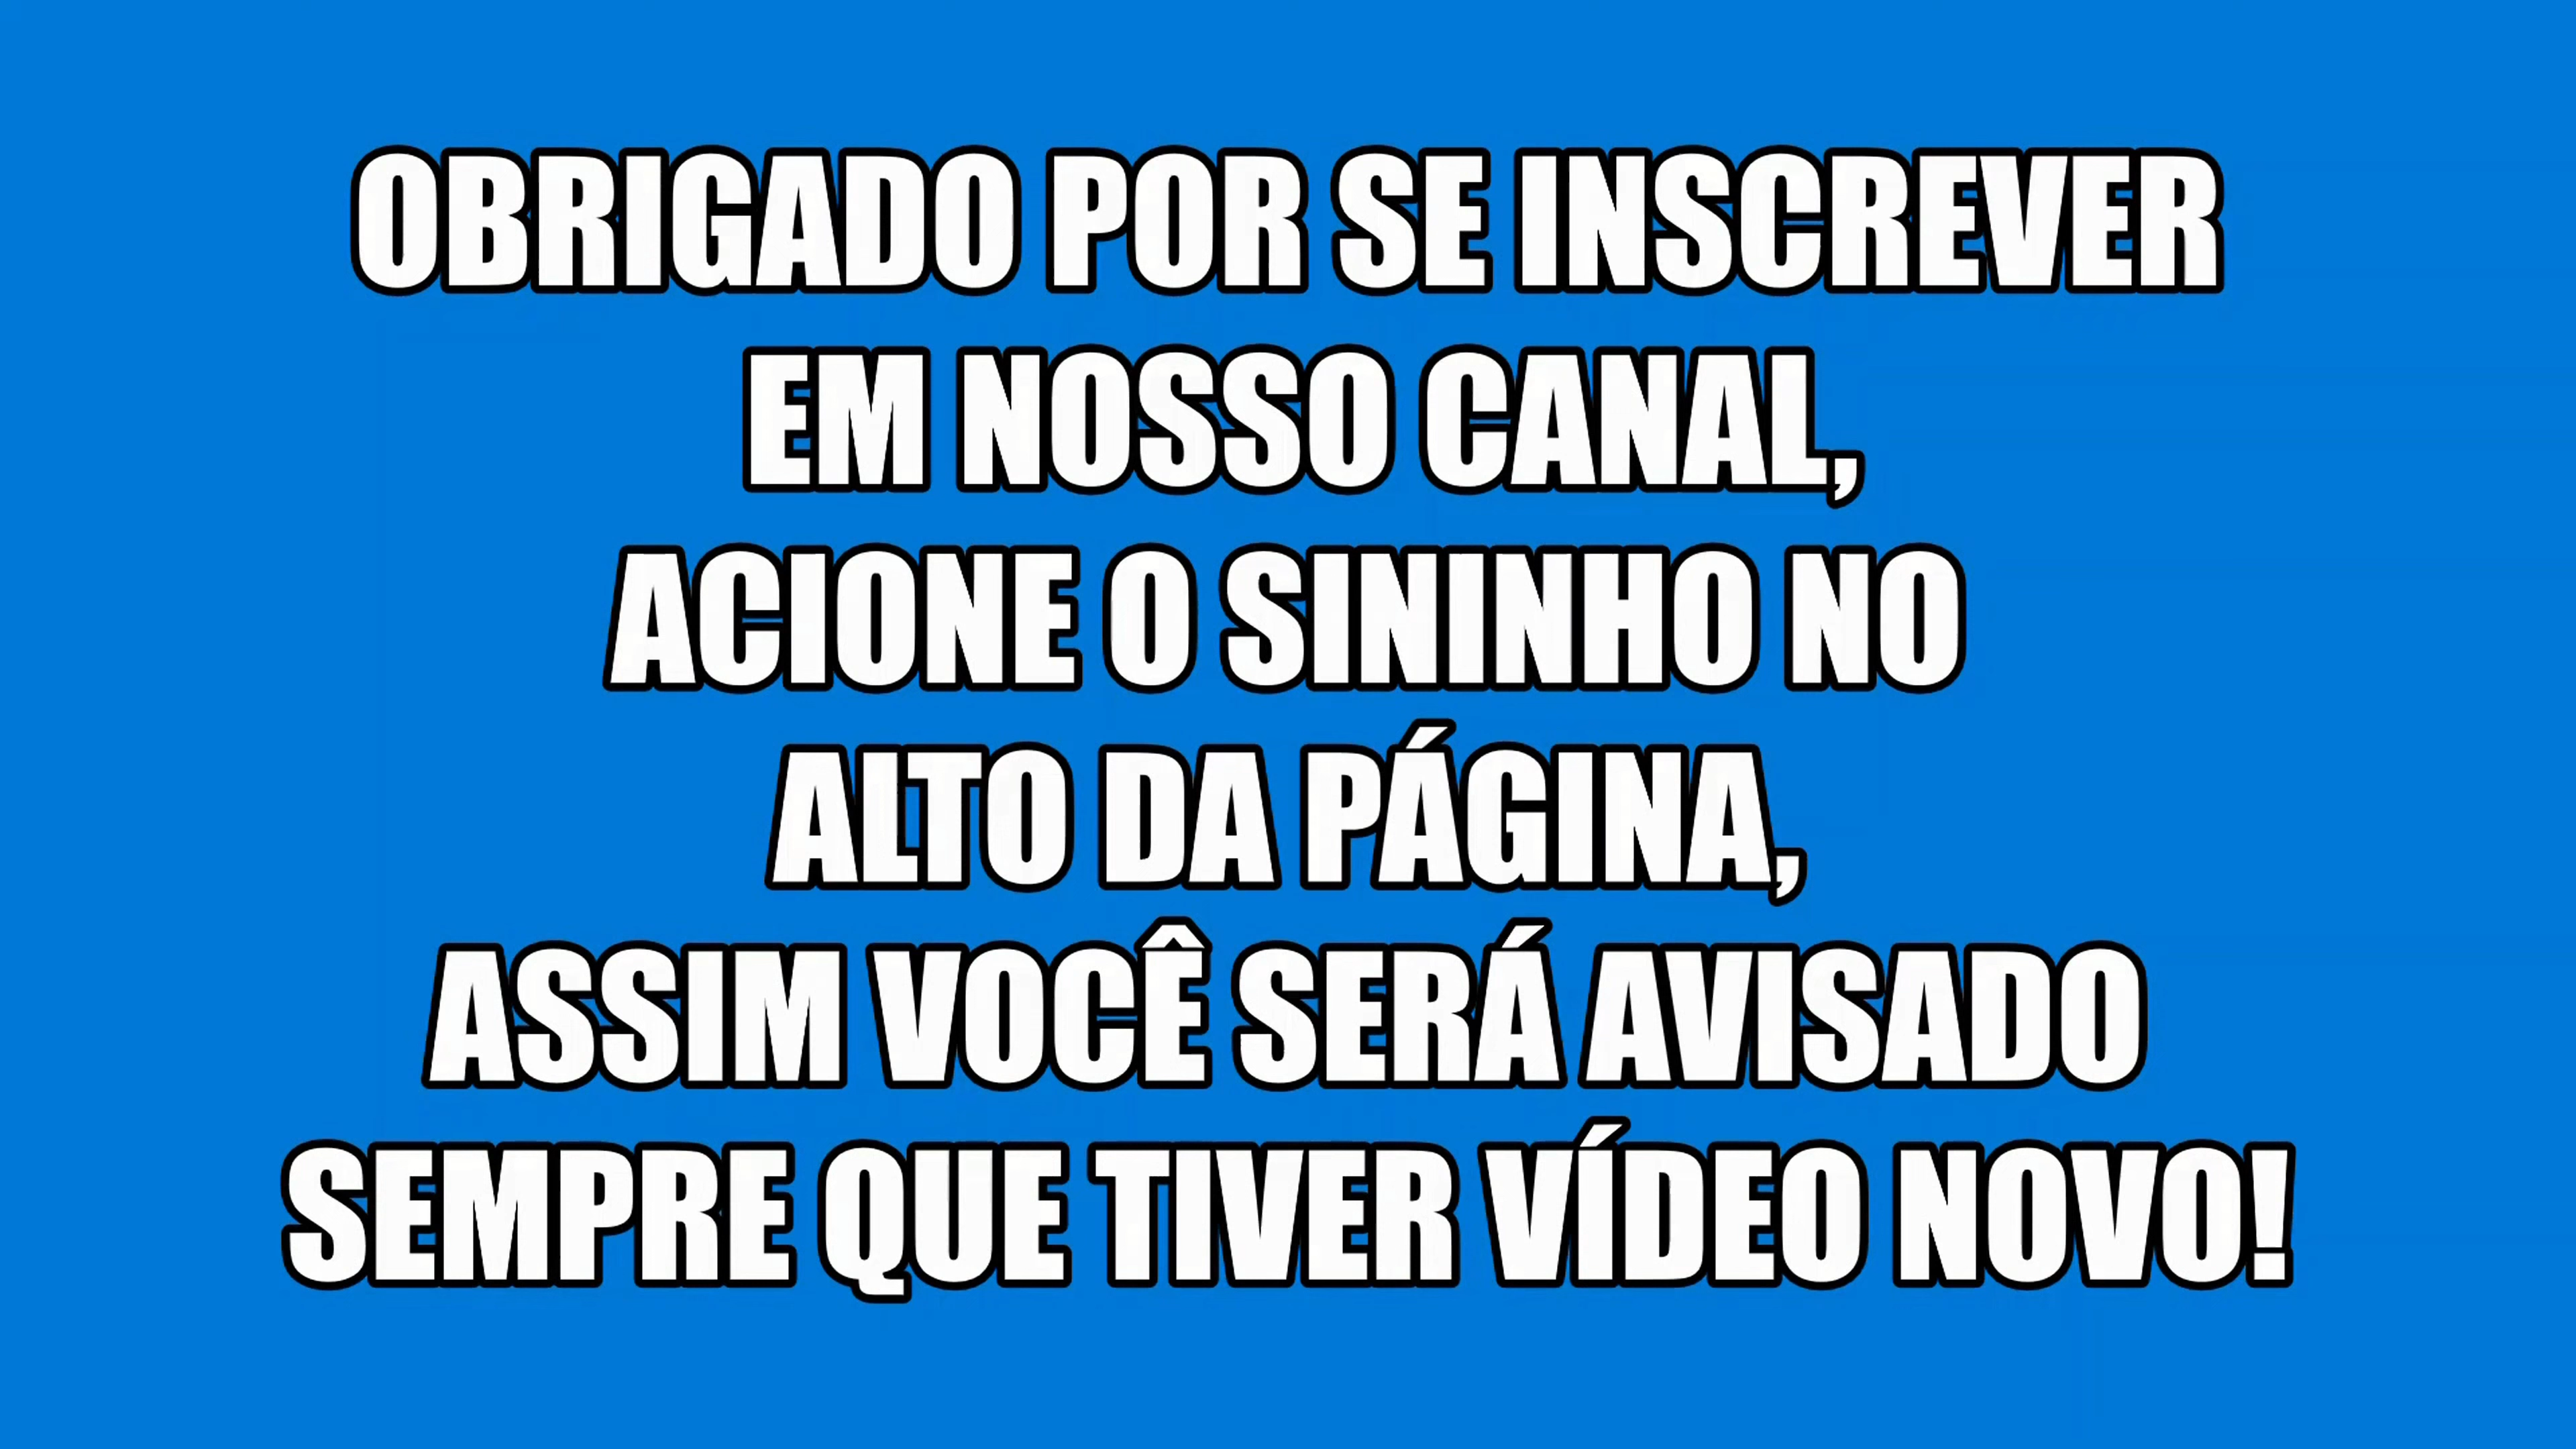 OBRIGADO POR SE INSCREVER
EM NOSSO CANAL,
ACIONE O SININHO NO
ALTO DA PÁGINA,
ASSIM VOCÊ SERÁ AVISADO
SEMPRE QUE TIVER VÍDEO NOVO!